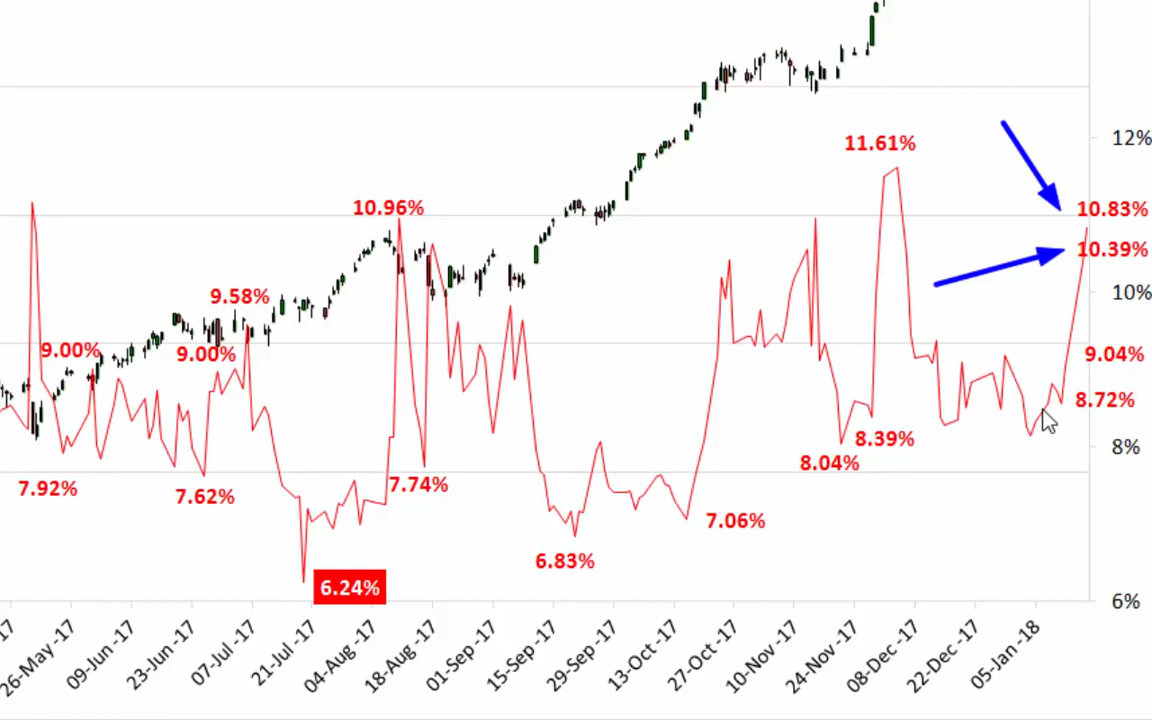 12%
11.61%
10.96%
10.83%
10.39%
9.58%
10%
9.00%
9.00%
9.04%
8.72%
8.39%
8%
8.04%
7.92%
7.62%
7.74%
7.06%
6.83%
6.24%
6%
17
26-May -17
09-Jun -17
23-Jun -17
07-Jul -17
21-Jul -17
04-Aug -17
18-Aug -17
01-Sep -17
15-Sep -17
29-Sep -17
13-Oct -17
27-Oct -17
10-Nov -17
24-Nov -17
08-Dec -17
22-Dec -17
05-Jan -18